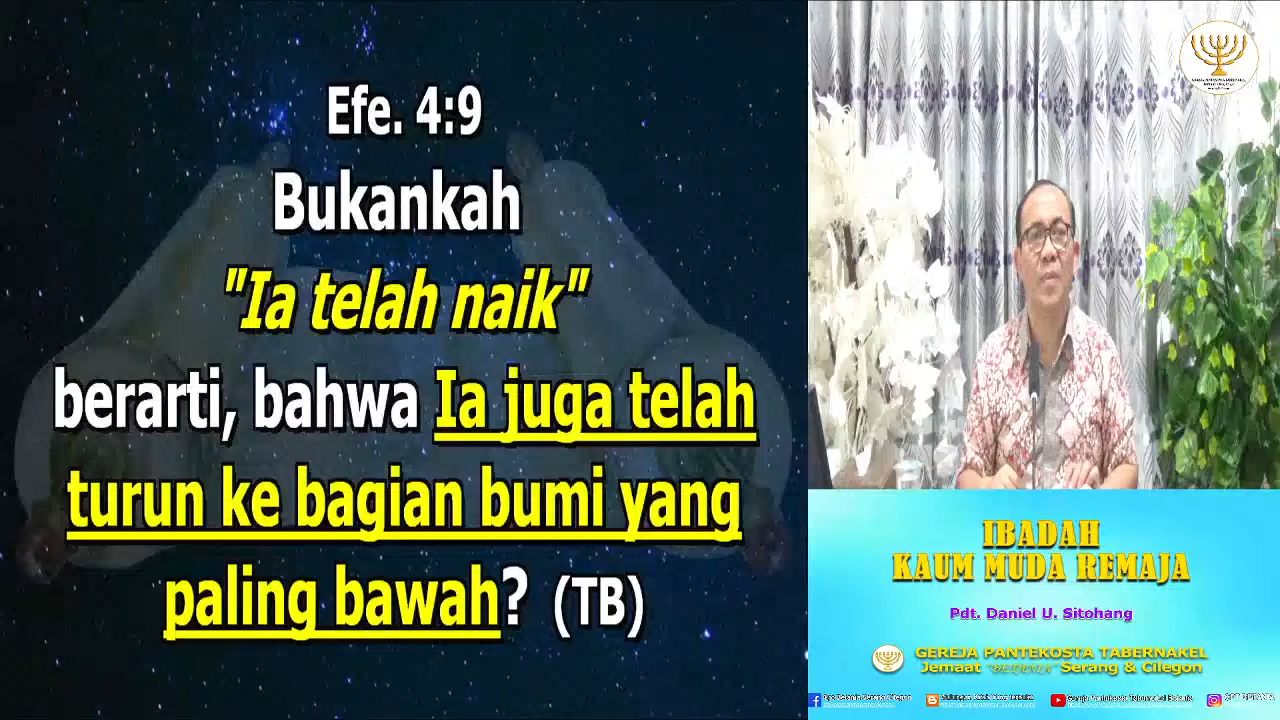 Efe. 4:9
Bukankah
"Ia telah naik"
berarti, bahwa Ia juga telah
turun ke bagian bumi yang
paling bawah? (TB)
IBADAH
KAUM MUDA REMAJA
Pdt. Daniel U. Sitohang
GEREJA PANTEKOSTA TABERNAKEL
Jemaat "BETANIA" Serang & Cilegon